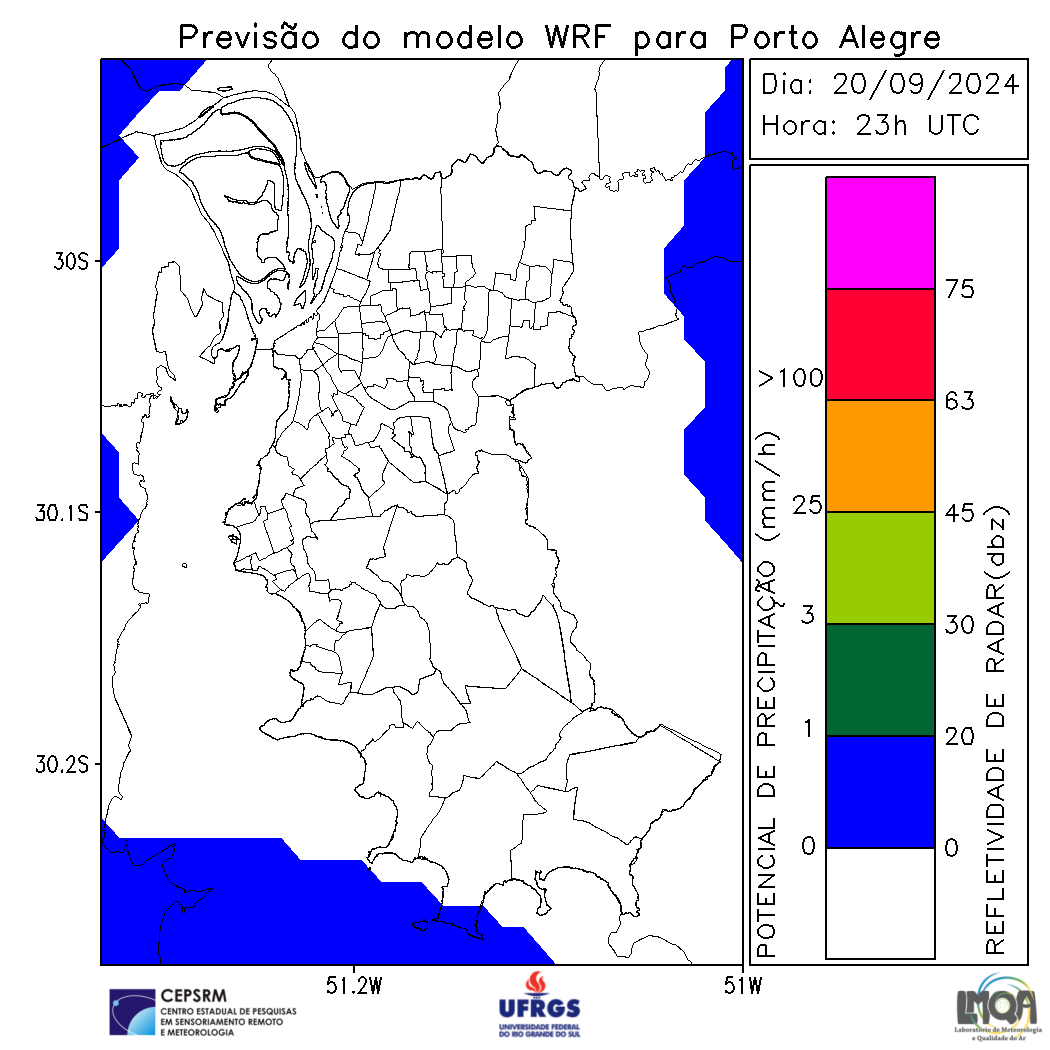 Previsão do modelo WRF para Porto Alegre
Dia: 20/09/2024
Hora: 23h UTC
30S
30.1S
30.2S
51.2W
51W
POTENCIAL DE PRECIPITAÇÃO (mm/h)
>100
25
3
1
0
75
63
45
30
20
0
REFLETIVIDADE DE RADAR(dbz)
CEPSRM
CENTRO ESTADUAL DE PESQUISAS
EM SENSORIAMENTO REMOTO
E METEOROLOGIA
UFRGS
UNIVERSIDADE FEDERAL
DO RIO GRANDE DO SUL
LMQA
Laboratório de Meteorologia
e Qualidade do Ar